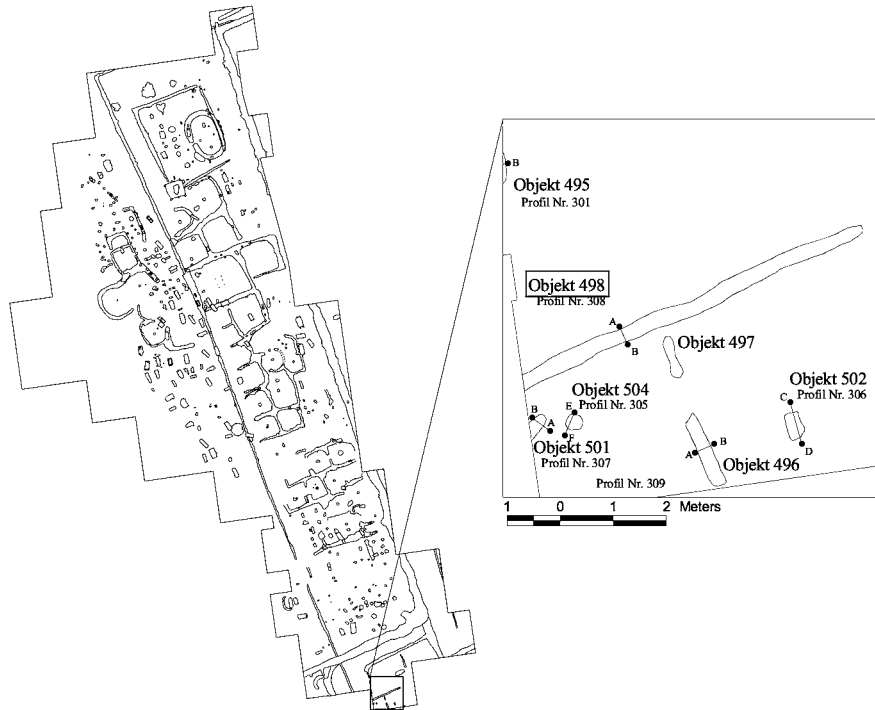 B
Objekt 495
Profil Nr. 301
Objekt 498
Profil Nr. 308
A
B
Objekt 497
Objekt 504
Profil Nr. 305
Objekt 502
Profil Nr. 306
B
A
E
F
C
D
Objekt 501
Profil Nr. 307
A
B
Objekt 496
Profil Nr. 309
1 0 1 2 Meters